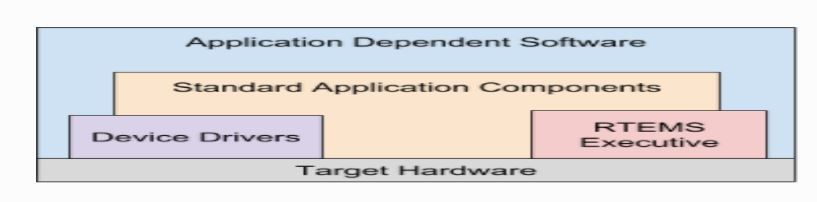 Application Dependent Software
Standard Application Components
Device Drivers
RTEMS
Executive
Target Hardware